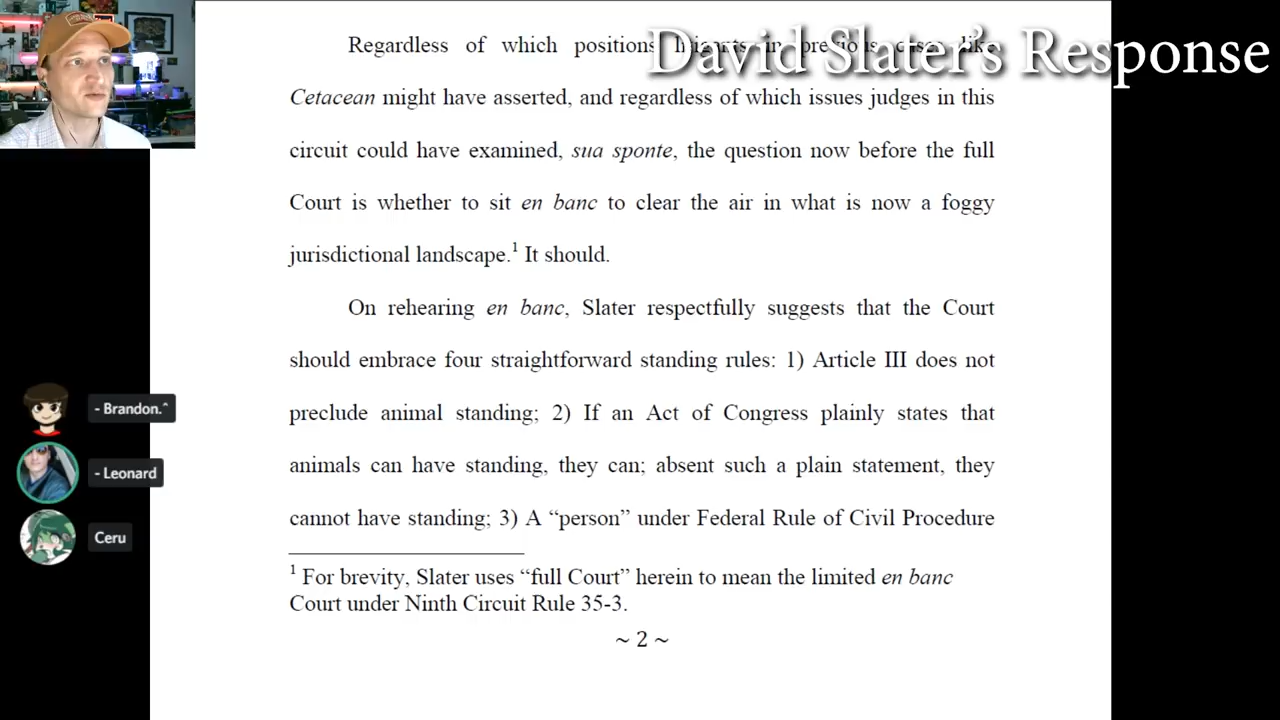 David Slater's Response
Regardless of which positions in previous cases like
Cetacean might have asserted, and regardless of which issues judges in this
circuit could have examined, sua sponte, the question now before the full
Court is whether to sit en banc to clear the air in what is now a foggy
jurisdictional landscape.1 It should.
On rehearing en banc, Slater respectfully suggests that the Court
should embrace four straightforward standing rules: 1) Article III does not
preclude animal standing; 2) If an Act of Congress plainly states that
animals can have standing, they can; absent such a plain statement, they
cannot have standing; 3) A “person” under Federal Rule of Civil Procedure
1 For brevity, Slater uses “full Court” herein to mean the limited en banc
Court under Ninth Circuit Rule 35-3.
~ 2 ~
- Brandon.^
- Leonard
Ceru